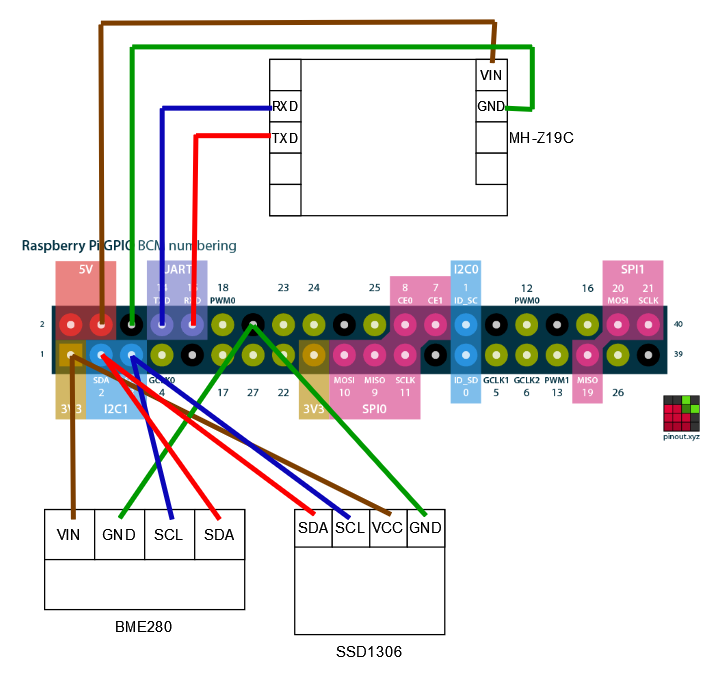 VIN
RXD
GND
TXD
MH-Z19C
Raspberry Pi GPIO BCM numbering
5V
UART
I2C0
SPI1
14 15 18 23 24 25 8 7 1 12 16 20 21
TXD RXD PWM0 CE0 CE1 ID_SC PWM0 MOSI SCLK
2 40
1 39
SDA GCLK0 MOSI MISO SCLK ID_SD GCLK1 GCLK2 PWM1 MISO
2 4 17 27 22 10 9 11 0 5 6 13 19 26
3V3 I2C1 3V3 SPI0
pinout.xyz
VIN GND SCL SDA
SDA SCL VCC GND
BME280
SSD1306